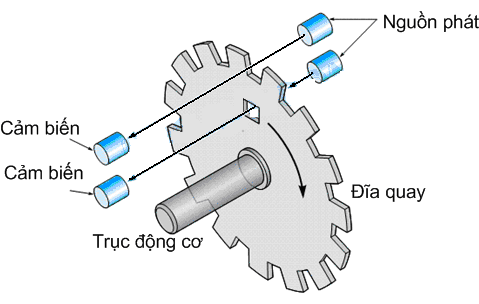 Nguồn phát
Cảm biến
Cảm biến
Đĩa quay
Trục động cơ